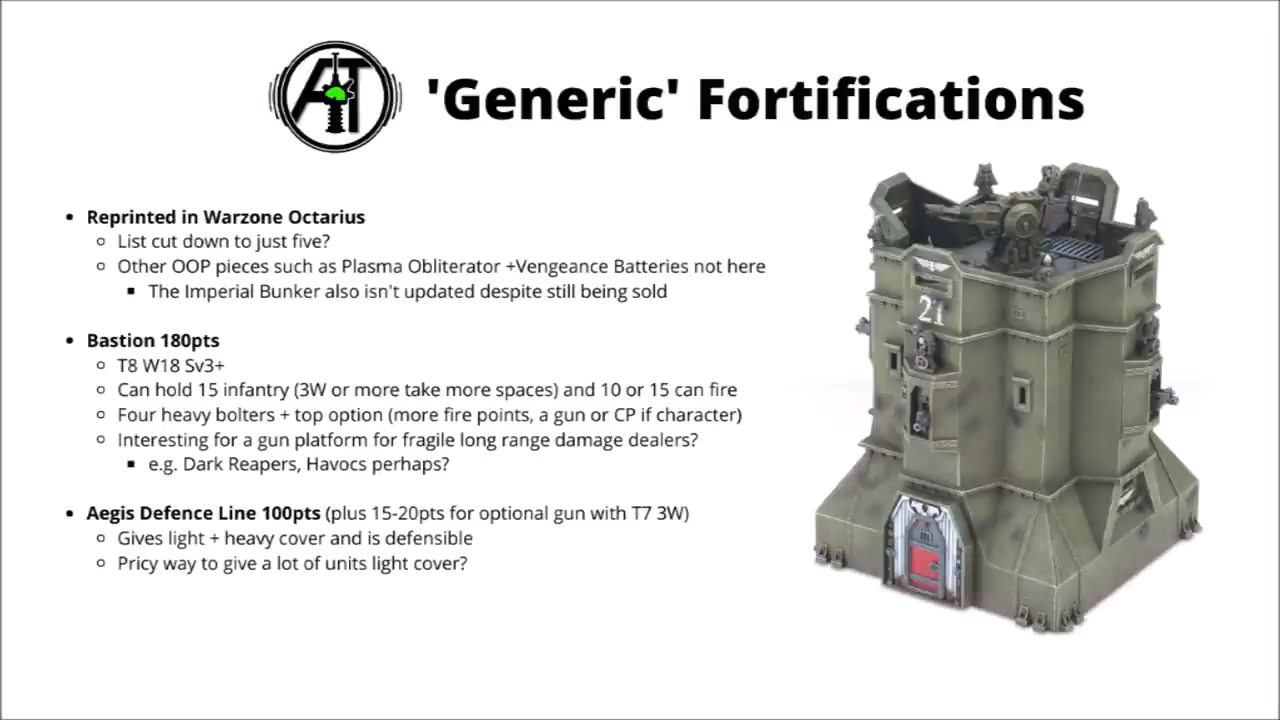 AT
'Generic' Fortifications
• Reprinted in Warzone Octarius
○ List cut down to just five?
○ Other OOP pieces such as Plasma Obliterator +Vengeance Batteries not here
▪ The Imperial Bunker also isn't updated despite still being sold
• Bastion 180pts
○ T8 W18 Sv3+
○ Can hold 15 infantry (3W or more take more spaces) and 10 or 15 can fire
○ Four heavy bolters + top option (more fire points, a gun or CP if character)
○ Interesting for a gun platform for fragile long range damage dealers?
▪ e.g. Dark Reapers, Havocs perhaps?
• Aegis Defence Line 100pts (plus 15-20pts for optional gun with T7 3W)
○ Gives light + heavy cover and is defensible
○ Pricy way to give a lot of units light cover?
21